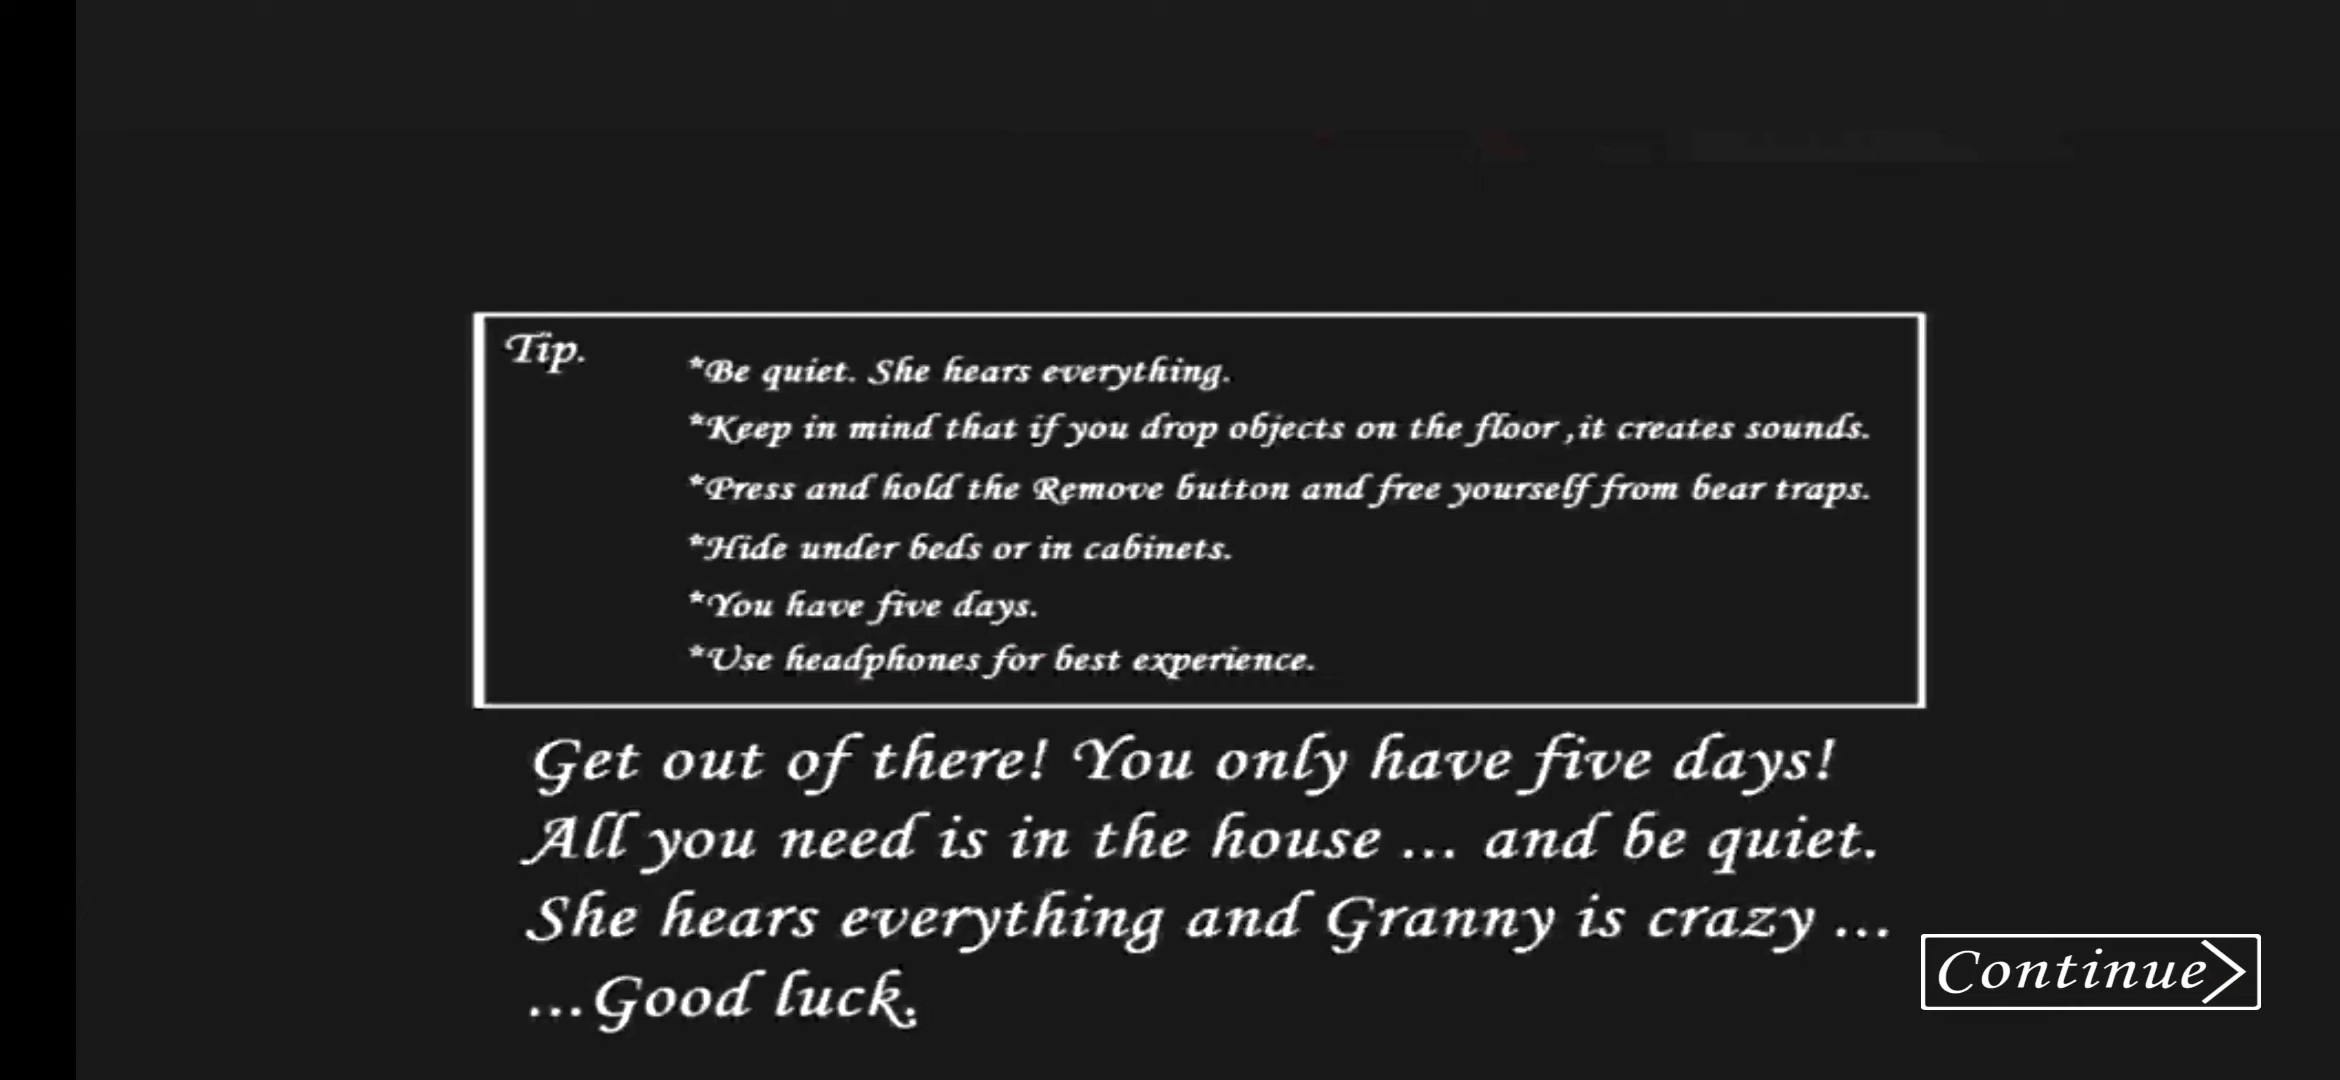 Tip.
*Be quiet. She hears everything.
*Keep in mind that if you drop objects on the floor ,it creates sounds.
*Press and hold the Remove button and free yourself from bear traps.
*Hide under beds or in cabinets.
*You have five days.
*Use headphones for best experience.
Get out of there! You only have five days!
All you need is in the house ... and be quiet.
She hears everything and Granny is crazy ...
...Good luck.
Continue>